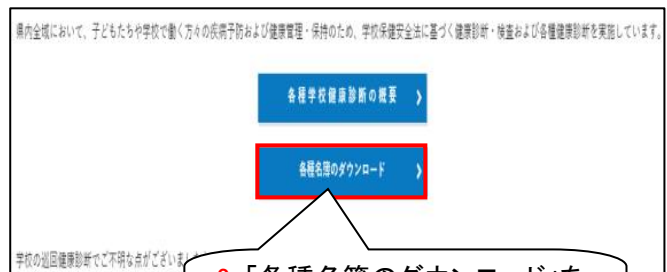 県内全域において、子どもたちや学校で働く方々の疾病予防および健康管理・保持のため、学校保健安全法に基づく健康診断・検査および各種健康診断を実施しています。
各種学校健康診断の概要 ＞
各種名簿のダウンロード ＞
学校の巡回健康診断でご不明な点がございま
「各種名簿のダウンロード」を